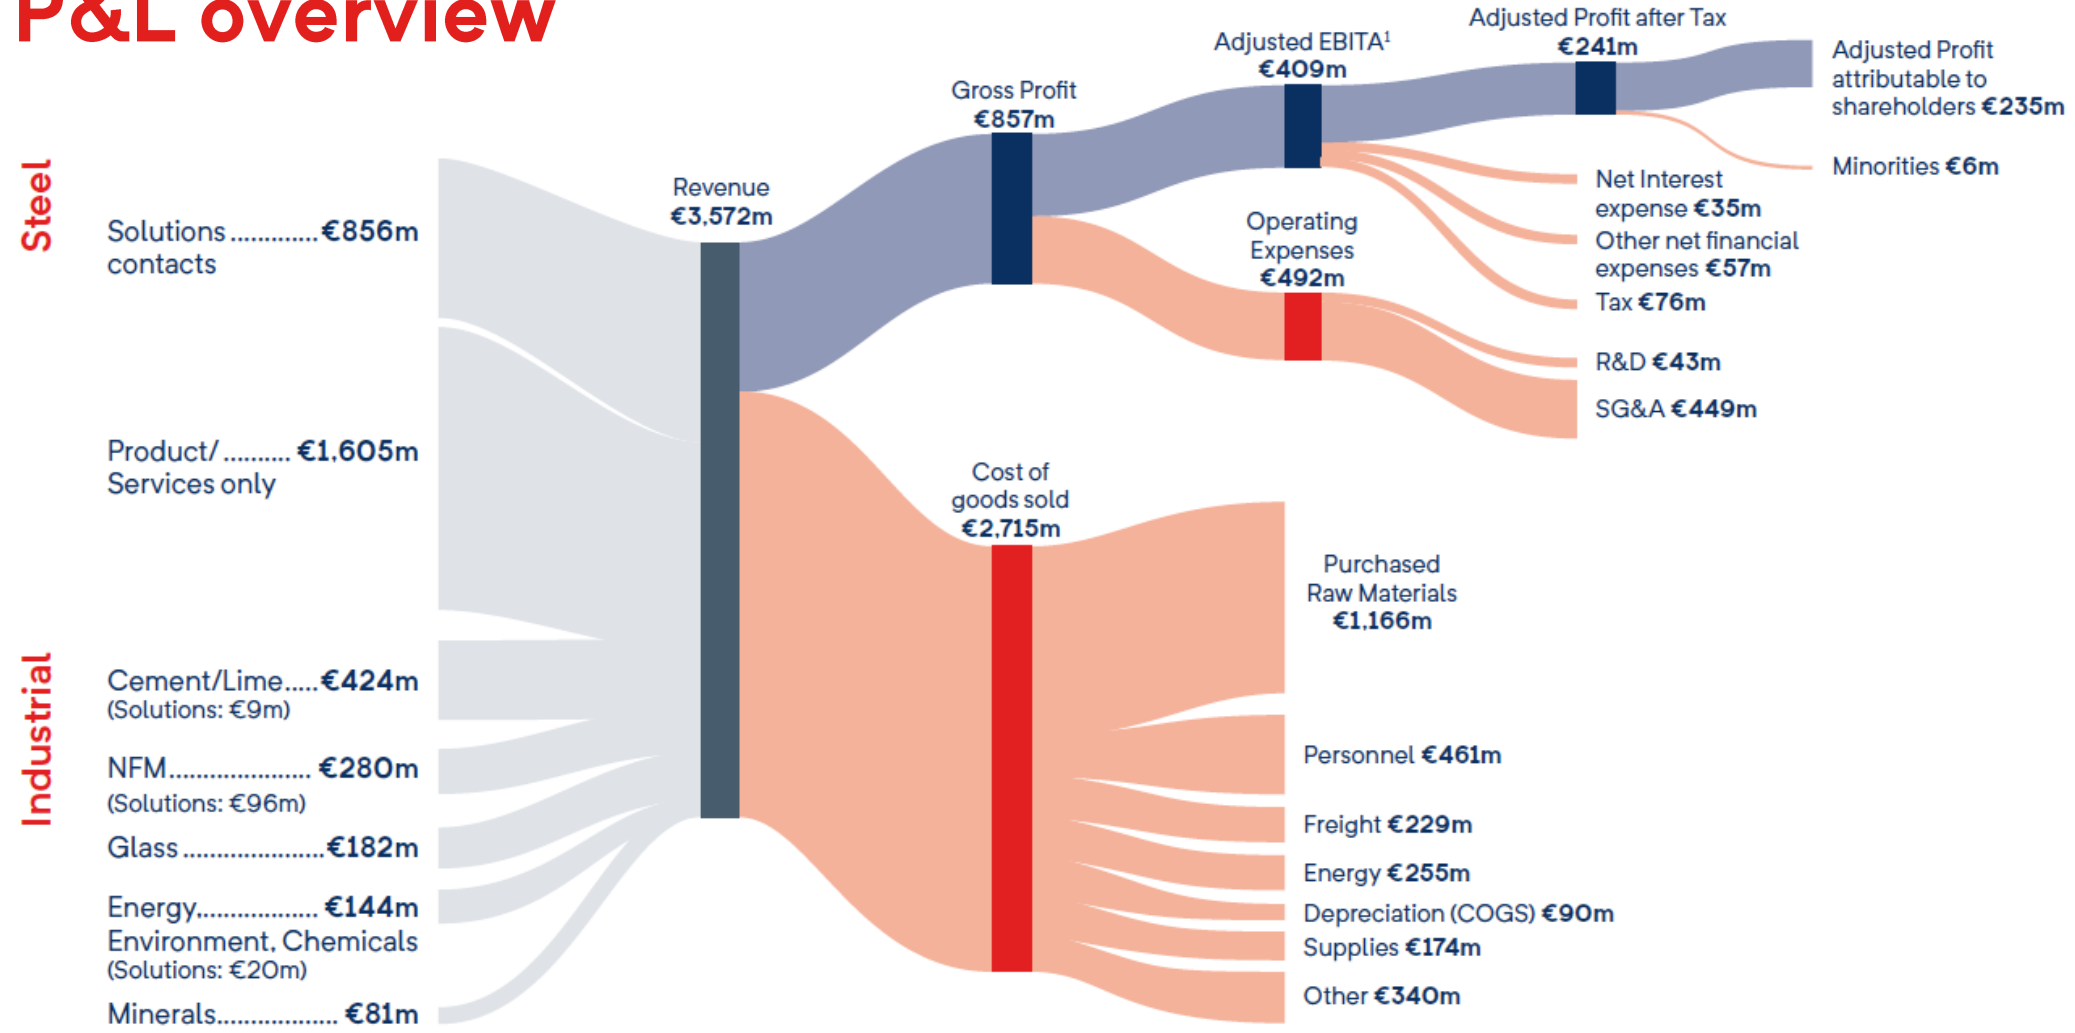 P&L overview
Steel
Solutions ............. €856m
contacts
Product/ .......... €1,605m
Services only
Industrial
Cement/Lime..... €424m
(Solutions: €9m)
NFM..................... €280m
(Solutions: €96m)
Glass ..................... €182m
Energy,................. €144m
Environment, Chemicals
(Solutions: €20m)
Minerals.................. €81m
Revenue
€3,572m
Gross Profit
€857m
Cost of
goods sold
€2,715m
Adjusted EBITA¹
€409m
Operating
Expenses
€492m
Adjusted Profit after Tax
€241m
Adjusted Profit
attributable to
shareholders €235m
Minorities €6m
Net Interest
expense €35m
Other net financial
expenses €57m
Tax €76m
R&D €43m
SG&A €449m
Purchased
Raw Materials
€1,166m
Personnel €461m
Freight €229m
Energy €255m
Depreciation (COGS) €90m
Supplies €174m
Other €340m